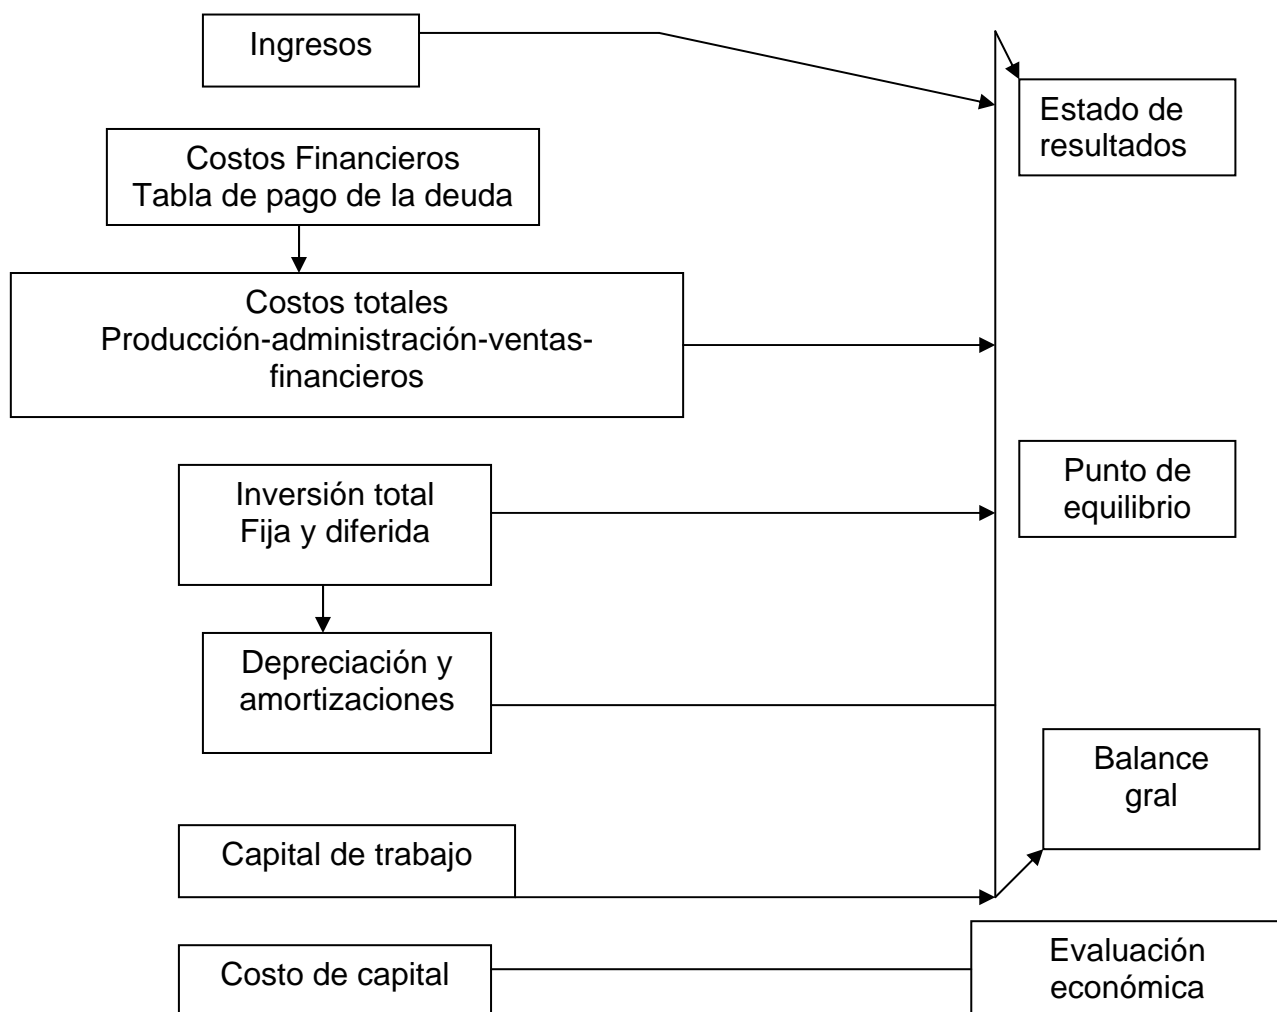 Ingresos
Estado de
resultados
Costos Financieros
Tabla de pago de la deuda
Costos totales
Producción-administración-ventas-
financieros
Punto de
equilibrio
Inversión total
Fija y diferida
Depreciación y
amortizaciones
Balance
gral
Capital de trabajo
Evaluación
económica
Costo de capital